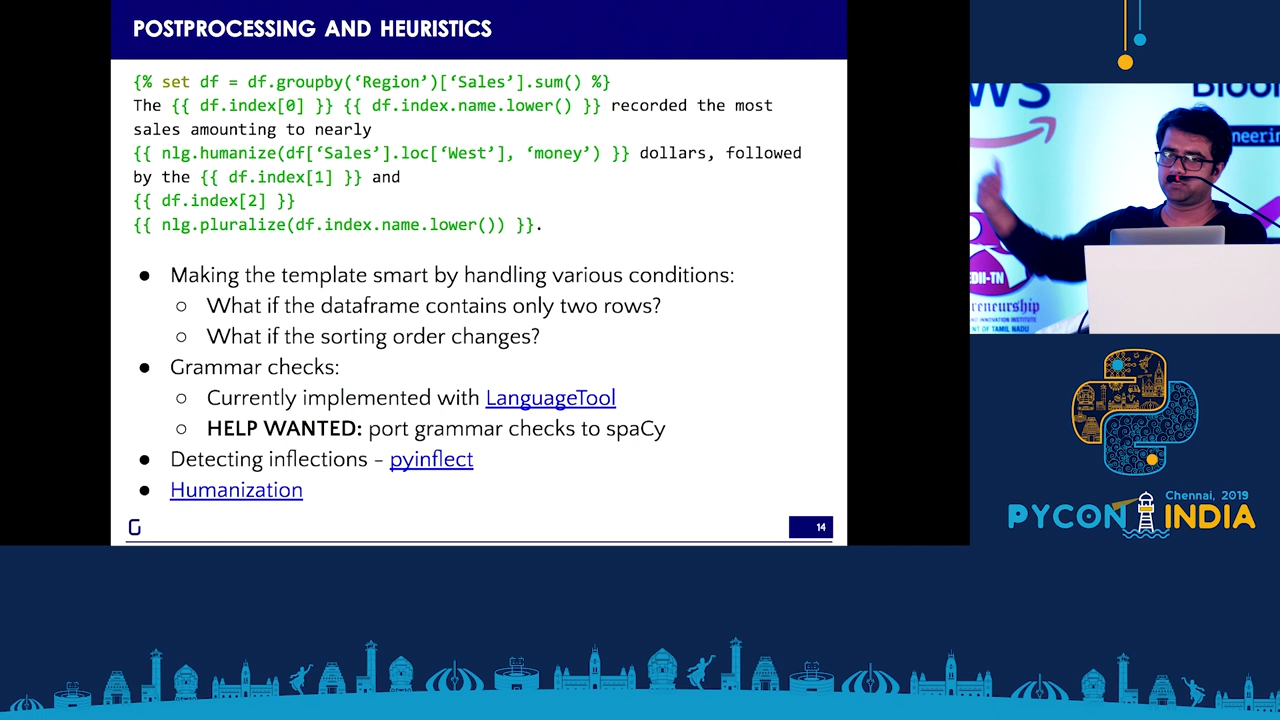 POSTPROCESSING AND HEURISTICS
{% set df = df.groupby(‘Region’)[‘Sales’].sum() %}
The {{ df.index[0] }} {{ df.index.name.lower() }} recorded the most
sales amounting to nearly
{{ nlg.humanize(df[‘Sales’].loc[‘West’], ‘money’) }} dollars, followed
by the {{ df.index[1] }} and
{{ df.index[2] }}
{{ nlg.pluralize(df.index.name.lower()) }}.
● Making the template smart by handling various conditions:
○ What if the dataframe contains only two rows?
○ What if the sorting order changes?
● Grammar checks:
○ Currently implemented with LanguageTool
○ HELP WANTED: port grammar checks to spaCy
● Detecting inflections – pyinflect
● Humanization
14
EDII-TN
Chennai, 2019
PYCON INDIA